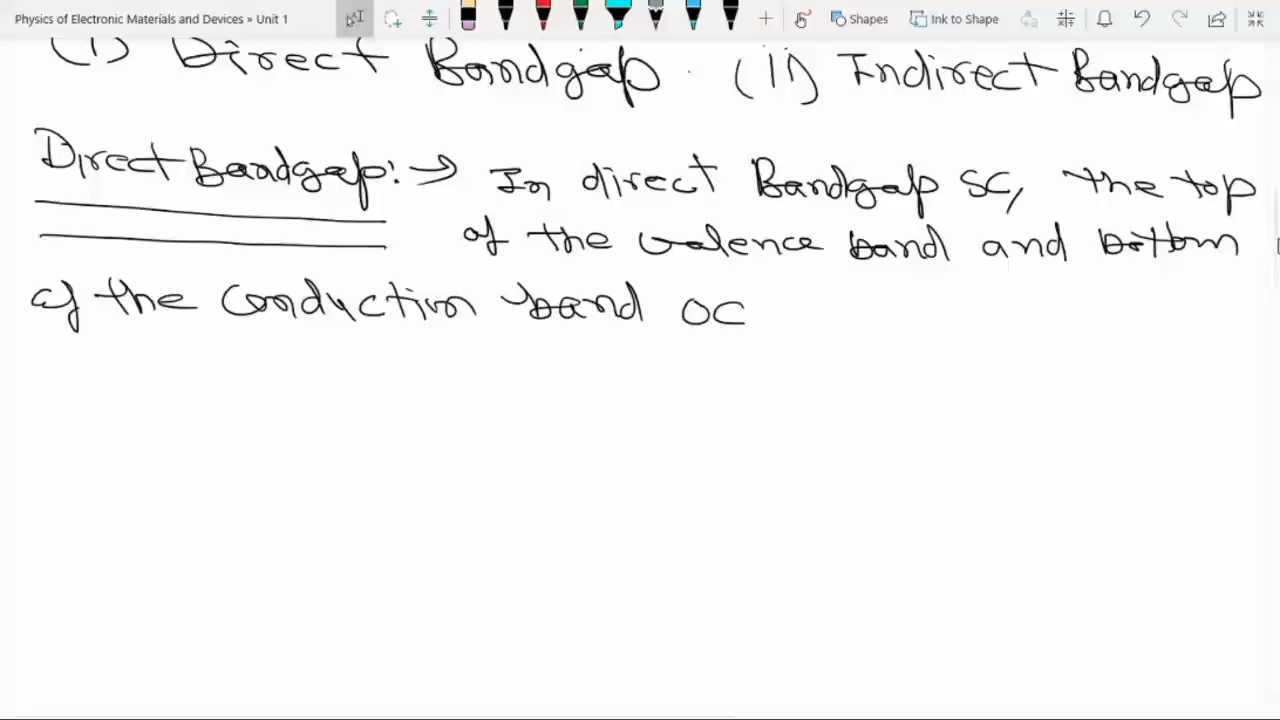 Physics of Electronic Materials and Devices » Unit 1
Shapes
Ink to Shape
(i) Direct Bandgap. (ii) Indirect Bandgap
Direct Bandgap:→ In direct Bandgap SC, the top
of the valence band and bottom
of the conduction band oc